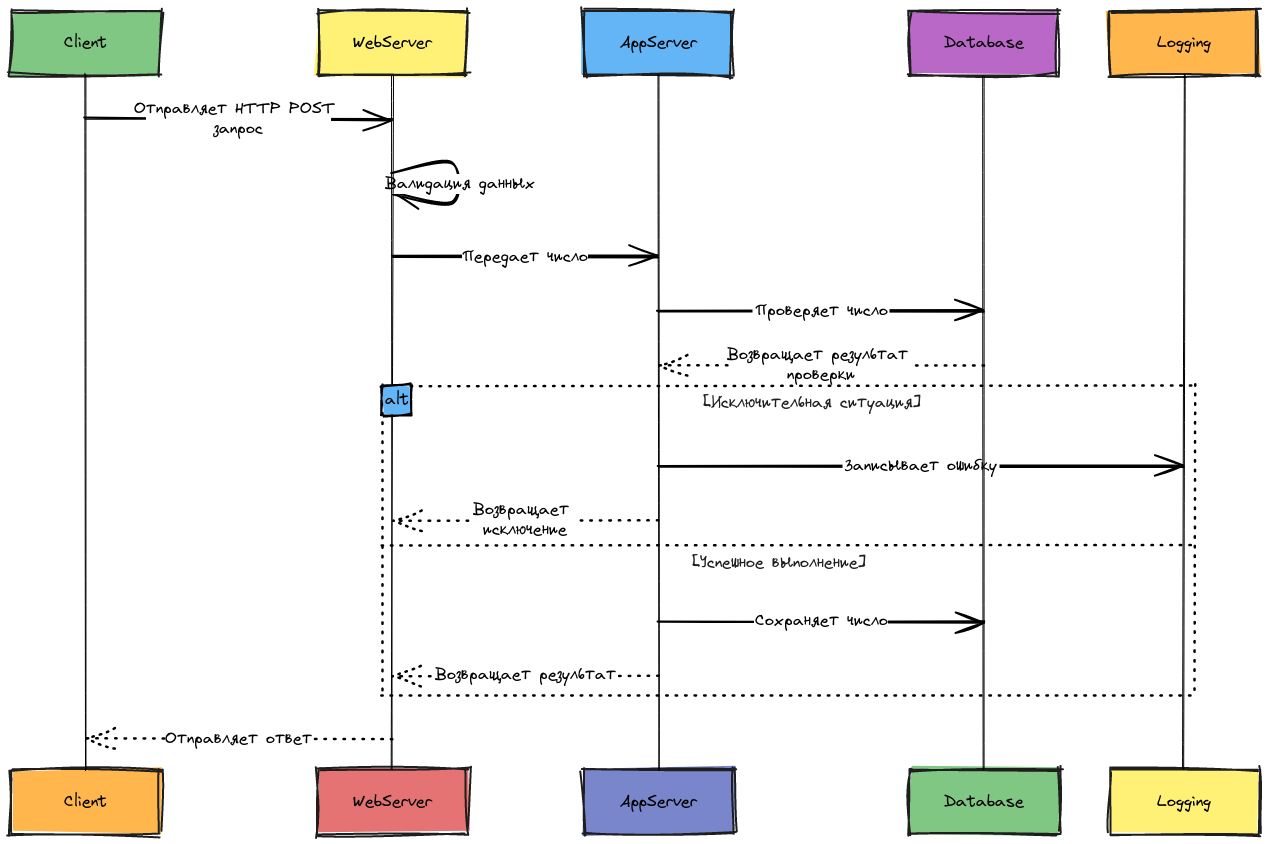 Client
WebServer
AppServer
Database
Logging
Отправляет HTTP POST
запрос
Валидация данных
Передает число
Проверяет число
Возвращает результат
проверки
alt
[Исключительная ситуация]
Записывает ошибку
Возвращает
исключение
[Успешное выполнение]
Сохраняет число
Возвращает результат
Отправляет ответ
Client
WebServer
AppServer
Database
Logging